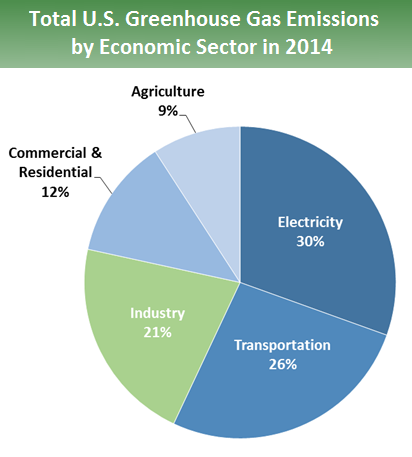 Total U.S. Greenhouse Gas Emissions
by Economic Sector in 2014
Agriculture
9%
Commercial &
Residential
12%
Electricity
30%
Industry
21%
Transportation
26%